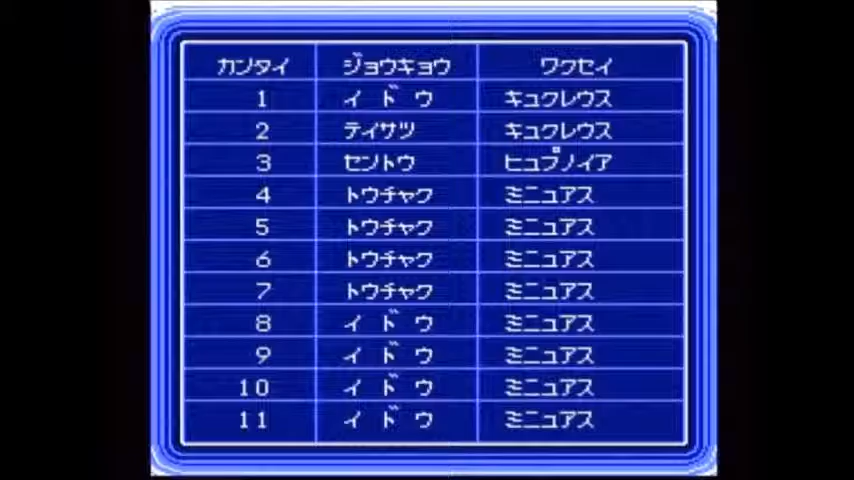 カンタイ ジョウキョウ ワクセイ
1 イドウ キュクレウス
2 テイサツ キュクレウス
3 セントウ ヒュプノイア
4 トウチャク ミニュアス
5 トウチャク ミニュアス
6 トウチャク ミニュアス
7 トウチャク ミニュアス
8 イドウ ミニュアス
9 イドウ ミニュアス
10 イドウ ミニュアス
11 イドウ ミニュアス